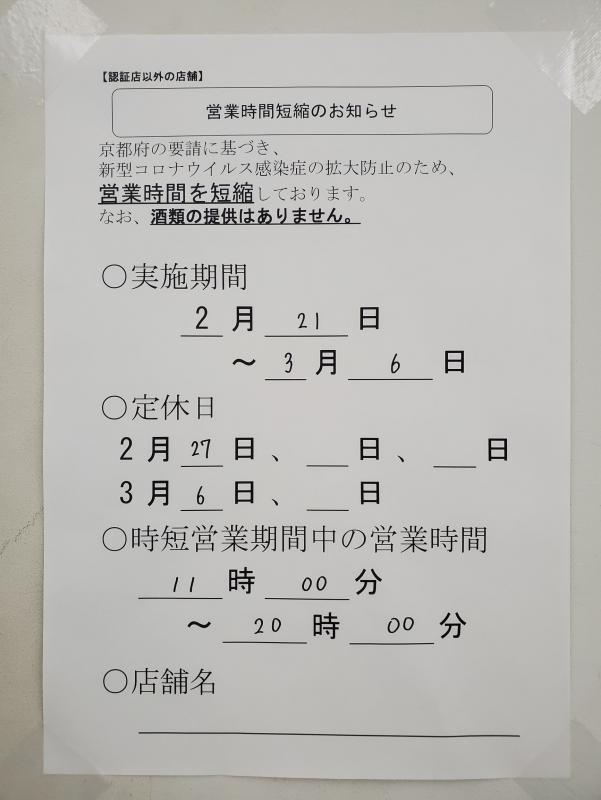 【認証店以外の店舗】
営業時間短縮のお知らせ
京都府の要請に基づき、
新型コロナウイルス感染症の拡大防止のため、
営業時間を短縮しております。
なお、酒類の提供はありません。
○実施期間
2 月 21 日
～ 3 月 6 日
○定休日
2 月 27 日 、 日 、 日
3 月 6 日 、 日
○時短営業期間中の営業時間
11 時 00 分
～ 20 時 00 分
○店舗名